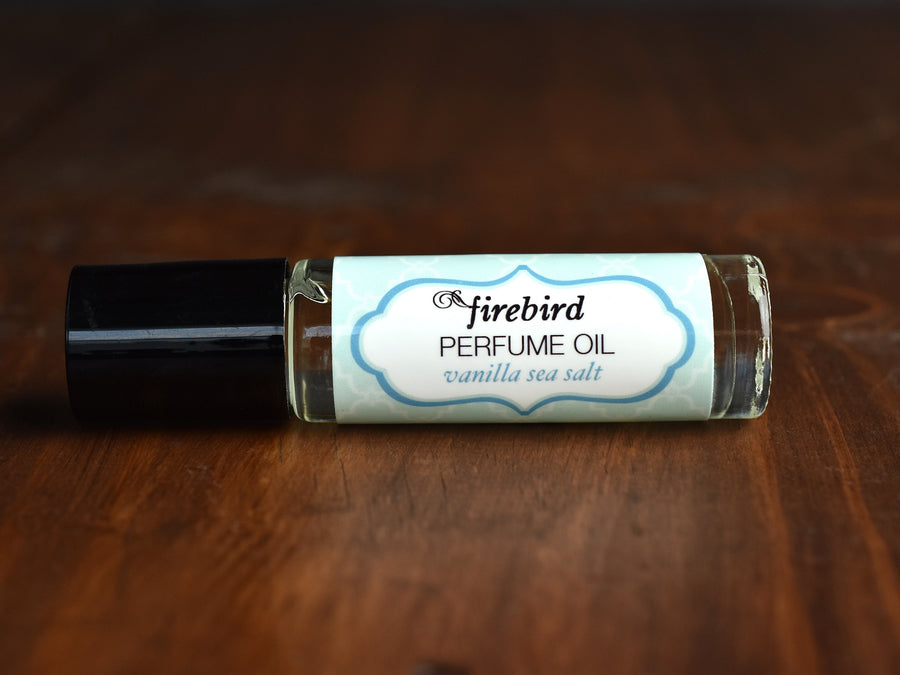 firebird
PERFUME OIL
vanilla sea salt